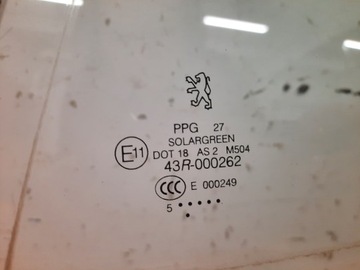 PPG 27
SOLARGREEN
E11 DOT 18 AS 2 M504
43R-000262
CCC E 000249
5 • • • • •
•